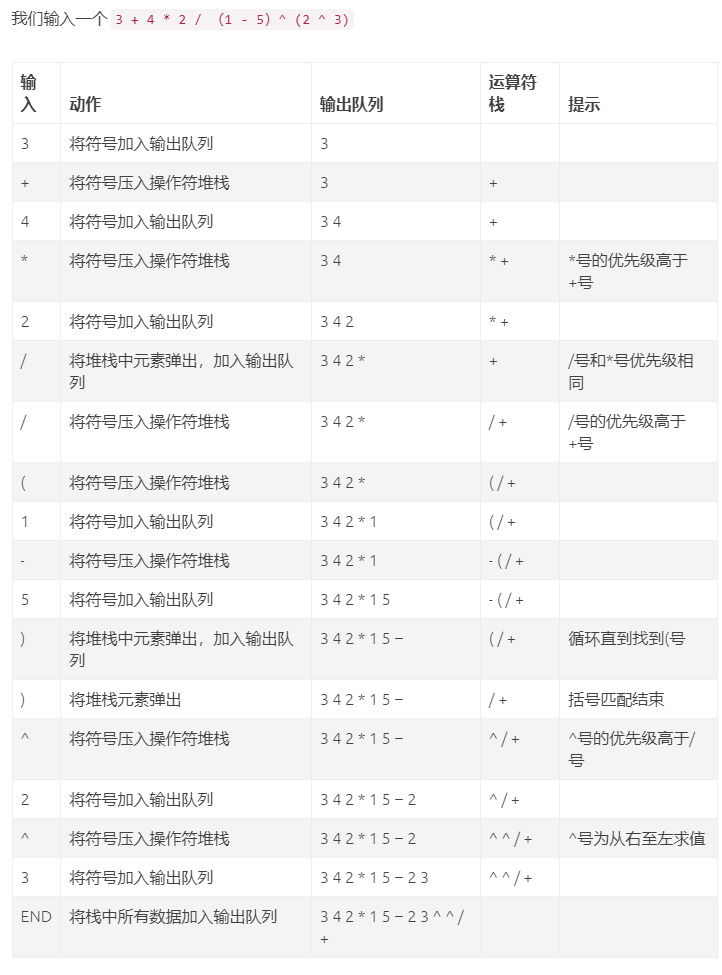 我们输入一个 3 + 4 * 2 / （1 - 5）^ (2 ^ 3)
输入 动作 输出队列 运算符栈 提示
3 将符号加入输出队列 3
+ 将符号压入操作符堆栈 3 +
4 将符号加入输出队列 3 4 +
* 将符号压入操作符堆栈 3 4 * + *号的优先级高于+号
2 将符号加入输出队列 3 4 2 * +
/ 将堆栈中元素弹出，加入输出队列 3 4 2 * + /号和*号优先级相同
/ 将符号压入操作符堆栈 3 4 2 * / + /号的优先级高于+号
( 将符号压入操作符堆栈 3 4 2 * ( / +
1 将符号加入输出队列 3 4 2 * 1 ( / +
- 将符号压入操作符堆栈 3 4 2 * 1 - ( / +
5 将符号加入输出队列 3 4 2 * 1 5 - ( / +
) 将堆栈中元素弹出，加入输出队列 3 4 2 * 1 5 – ( / + 循环直到找到(号
) 将堆栈元素弹出 3 4 2 * 1 5 – / + 括号匹配结束
^ 将符号压入操作符堆栈 3 4 2 * 1 5 – ^ / + ^号的优先级高于/号
2 将符号加入输出队列 3 4 2 * 1 5 – 2 ^ / +
^ 将符号压入操作符堆栈 3 4 2 * 1 5 – 2 ^ ^ / + ^号为从右至左求值
3 将符号加入输出队列 3 4 2 * 1 5 – 2 3 ^ ^ / +
END 将栈中所有数据加入输出队列 3 4 2 * 1 5 – 2 3 ^ ^ / +